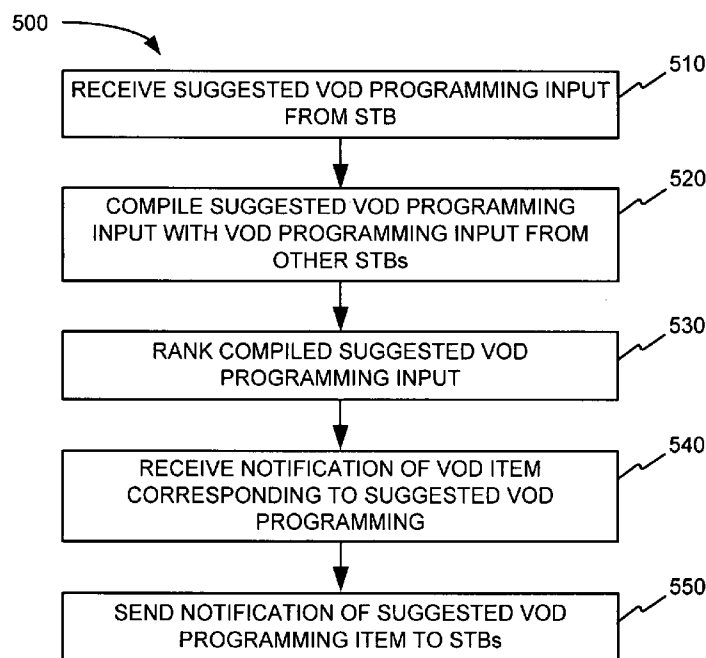 500
510
RECEIVE SUGGESTED VOD PROGRAMMING INPUT
FROM STB
520
COMPILE SUGGESTED VOD PROGRAMMING
INPUT WITH VOD PROGRAMMING INPUT FROM
OTHER STBs
530
RANK COMPILED SUGGESTED VOD
PROGRAMMING INPUT
540
RECEIVE NOTIFICATION OF VOD ITEM
CORRESPONDING TO SUGGESTED VOD
PROGRAMMING
550
SEND NOTIFICATION OF SUGGESTED VOD
PROGRAMMING ITEM TO STBs